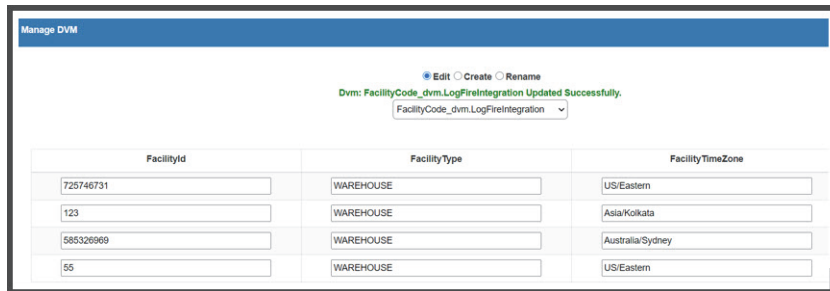 Manage DVM
Edit Create Rename
Dvm: FacilityCode_dvm.LogFireIntegration Updated Successfully.
FacilityCode_dvm.LogFireIntegration
FacilityId FacilityType FacilityTimeZone
725746731 WAREHOUSE US/Eastern
123 WAREHOUSE Asia/Kolkata
585326969 WAREHOUSE Australia/Sydney
55 WAREHOUSE US/Eastern